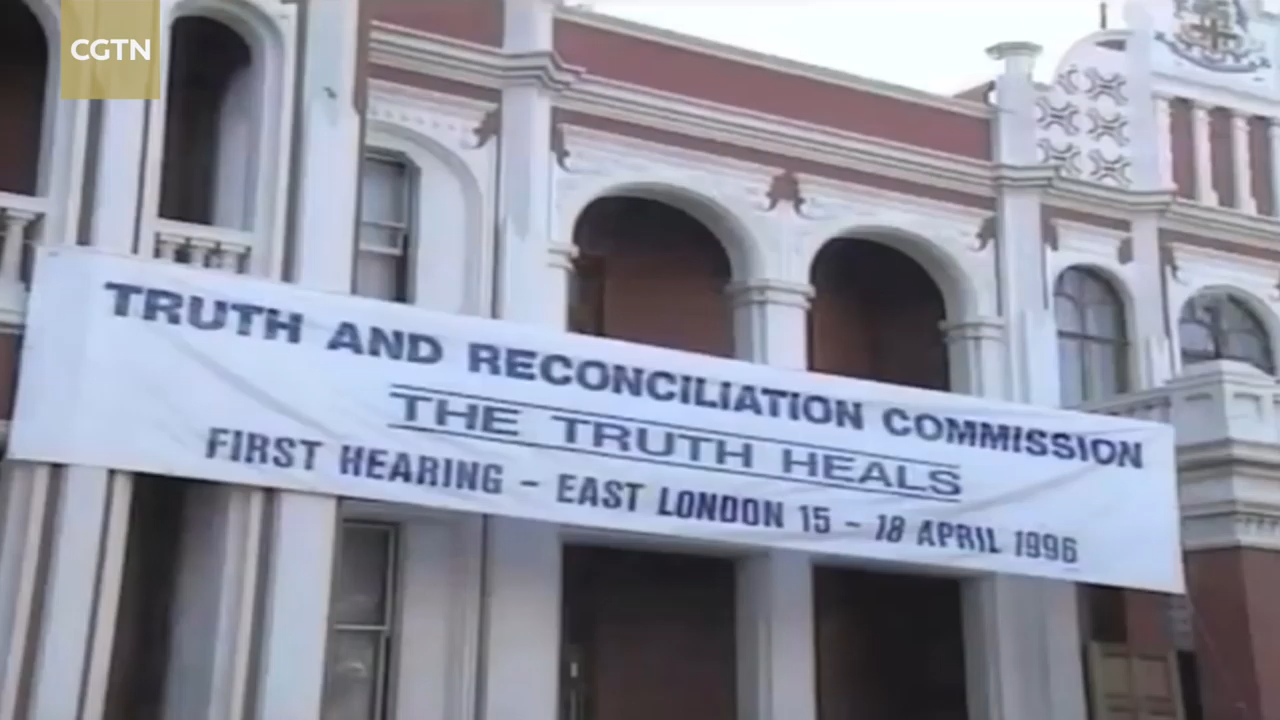 CGTN
TRUTH AND RECONCILIATION COMMISSION
THE TRUTH HEALS
FIRST HEARING - EAST LONDON 15 - 18 APRIL 1996